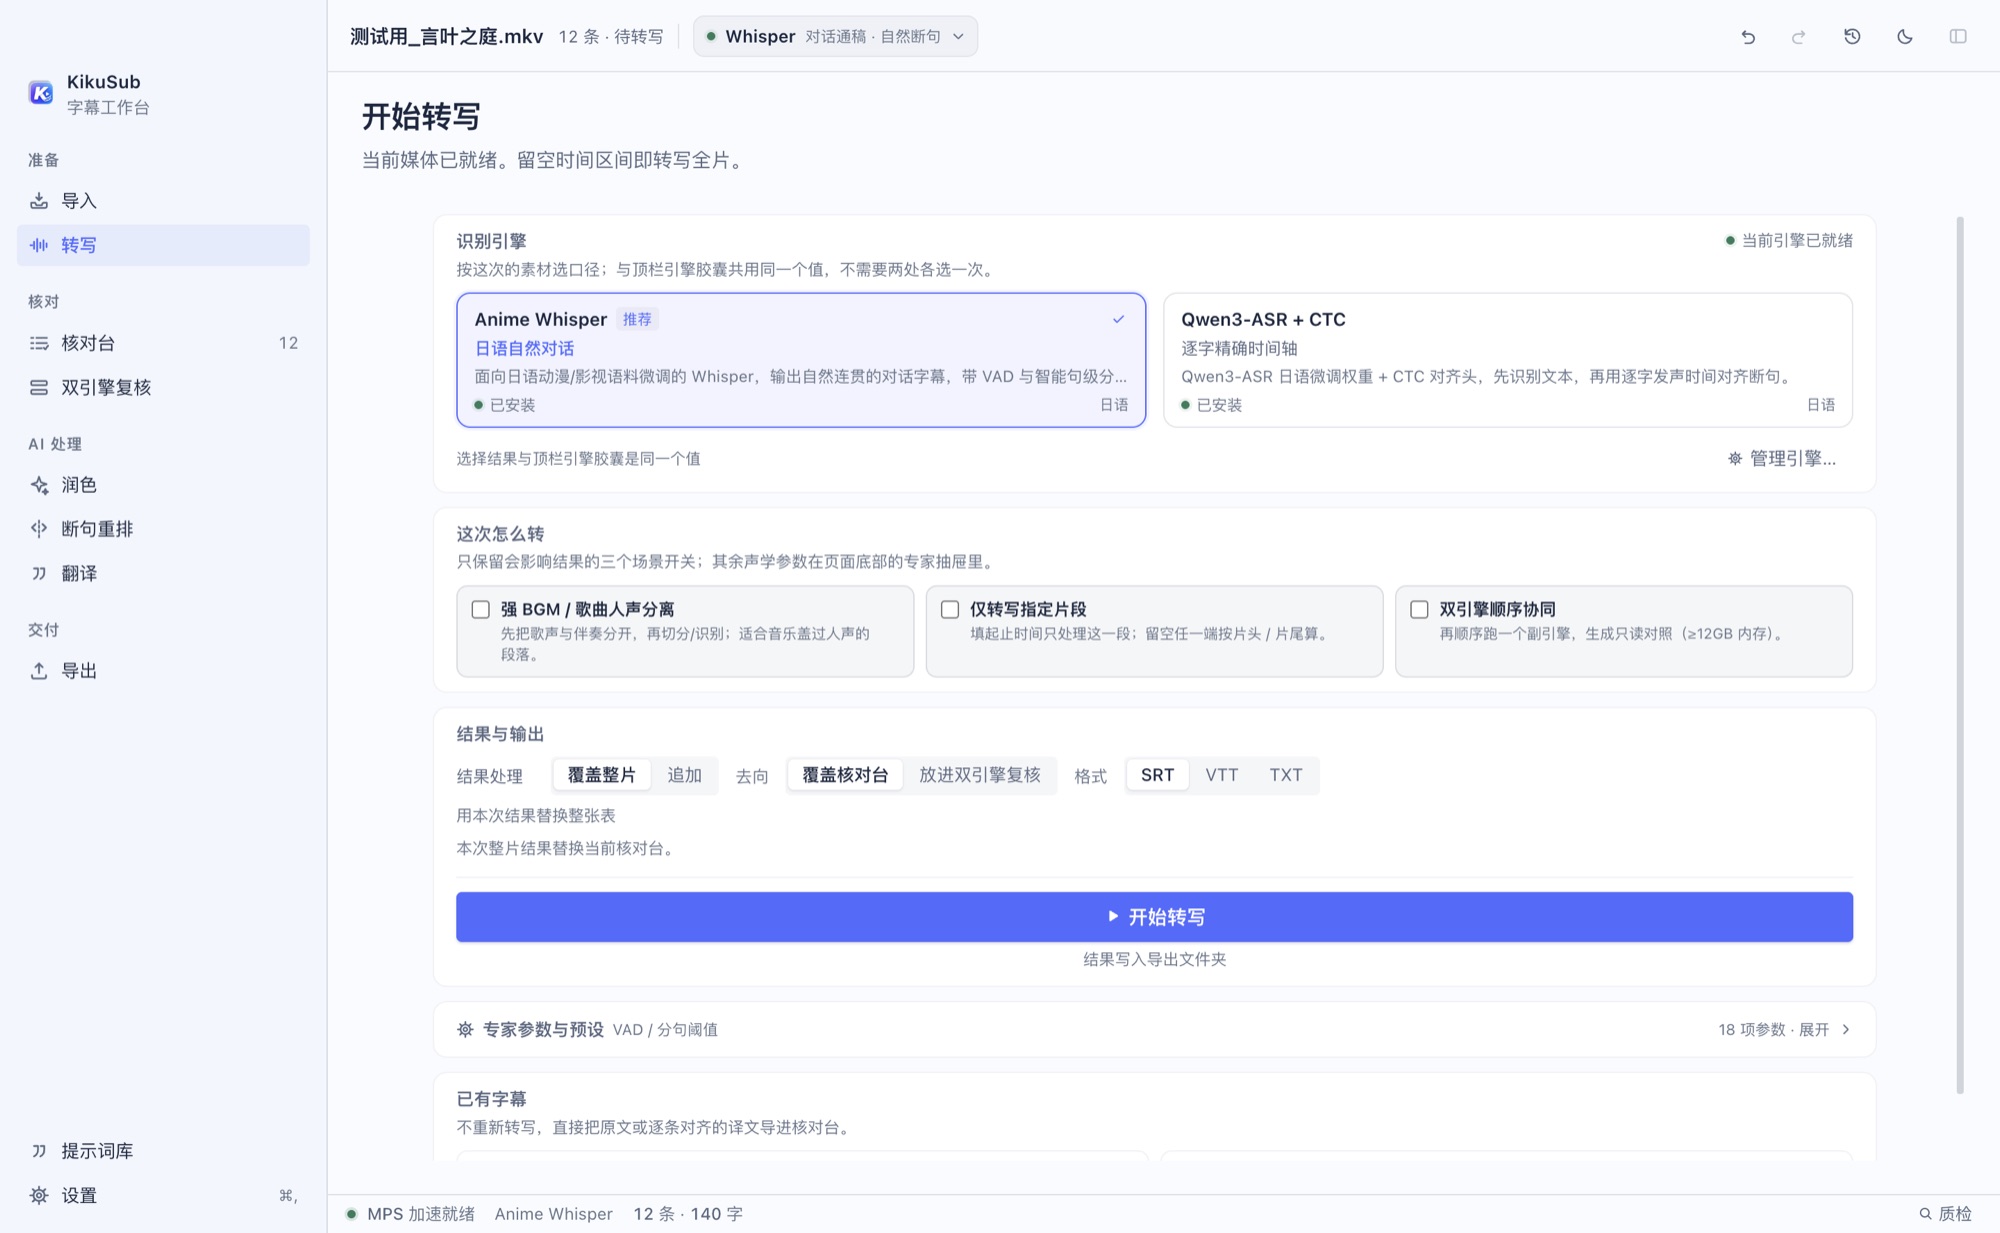 测试用_言叶之庭.mkv 12 条 · 待转写 Whisper 对话通稿 · 自然断句
KikuSub
字幕工作台
准备
导入
转写
核对
核对台 12
双引擎复核
AI 处理
润色
断句重排
翻译
交付
导出
提示词库
设置 ⌘,
开始转写
当前媒体已就绪。留空时间区间即转写全片。
识别引擎 当前引擎已就绪
按这次的素材选口径；与顶栏引擎胶囊共用同一个值，不需要两处各选一次。
Anime Whisper 推荐
日语自然对话
面向日语动漫/影视语料微调的 Whisper，输出自然连贯的对话字幕，带 VAD 与智能句级分...
已安装 日语
Qwen3-ASR + CTC
逐字精确时间轴
Qwen3-ASR 日语微调权重 + CTC 对齐头，先识别文本，再用逐字发声时间对齐断句。
已安装 日语
选择结果与顶栏引擎胶囊是同一个值 管理引擎...
这次怎么转
只保留会影响结果的三个场景开关；其余声学参数在页面底部的专家抽屉里。
强 BGM / 歌曲人声分离
先把歌声与伴奏分开，再切分/识别；适合音乐盖过人声的
段落。
仅转写指定片段
填起止时间只处理这一段；留空任一端按片头 / 片尾算。
双引擎顺序协同
再顺序跑一个副引擎，生成只读对照（≥12GB 内存）。
结果与输出
结果处理 覆盖整片 追加 去向 覆盖核对台 放进双引擎复核 格式 SRT VTT TXT
用本次结果替换整张表
本次整片结果替换当前核对台。
开始转写
结果写入导出文件夹
专家参数与预设 VAD / 分句阈值 18 项参数 · 展开
已有字幕
不重新转写，直接把原文或逐条对齐的译文导进核对台。
MPS 加速就绪 Anime Whisper 12 条 · 140 字 质检